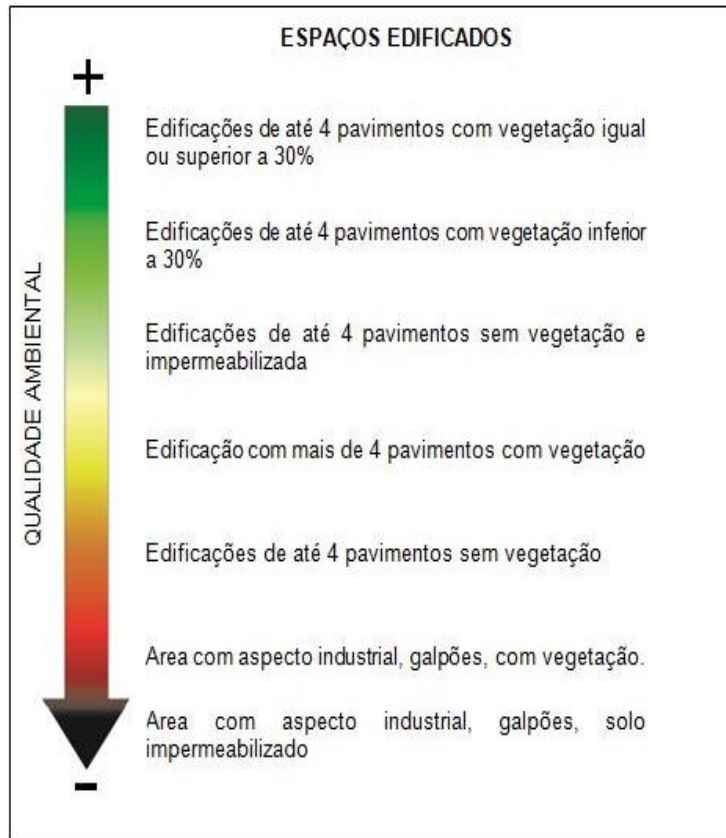 ESPAÇOS EDIFICADOS
+
Edificações de até 4 pavimentos com vegetação igual
ou superior a 30%
Edificações de até 4 pavimentos com vegetação inferior
a 30%
QUALIDADE AMBIENTAL
Edificações de até 4 pavimentos sem vegetação e
impermeabilizada
Edificação com mais de 4 pavimentos com vegetação
Edificações de até 4 pavimentos sem vegetação
Area com aspecto industrial, galpões, com vegetação.
Area com aspecto industrial, galpões, solo
impermeabilizado
-